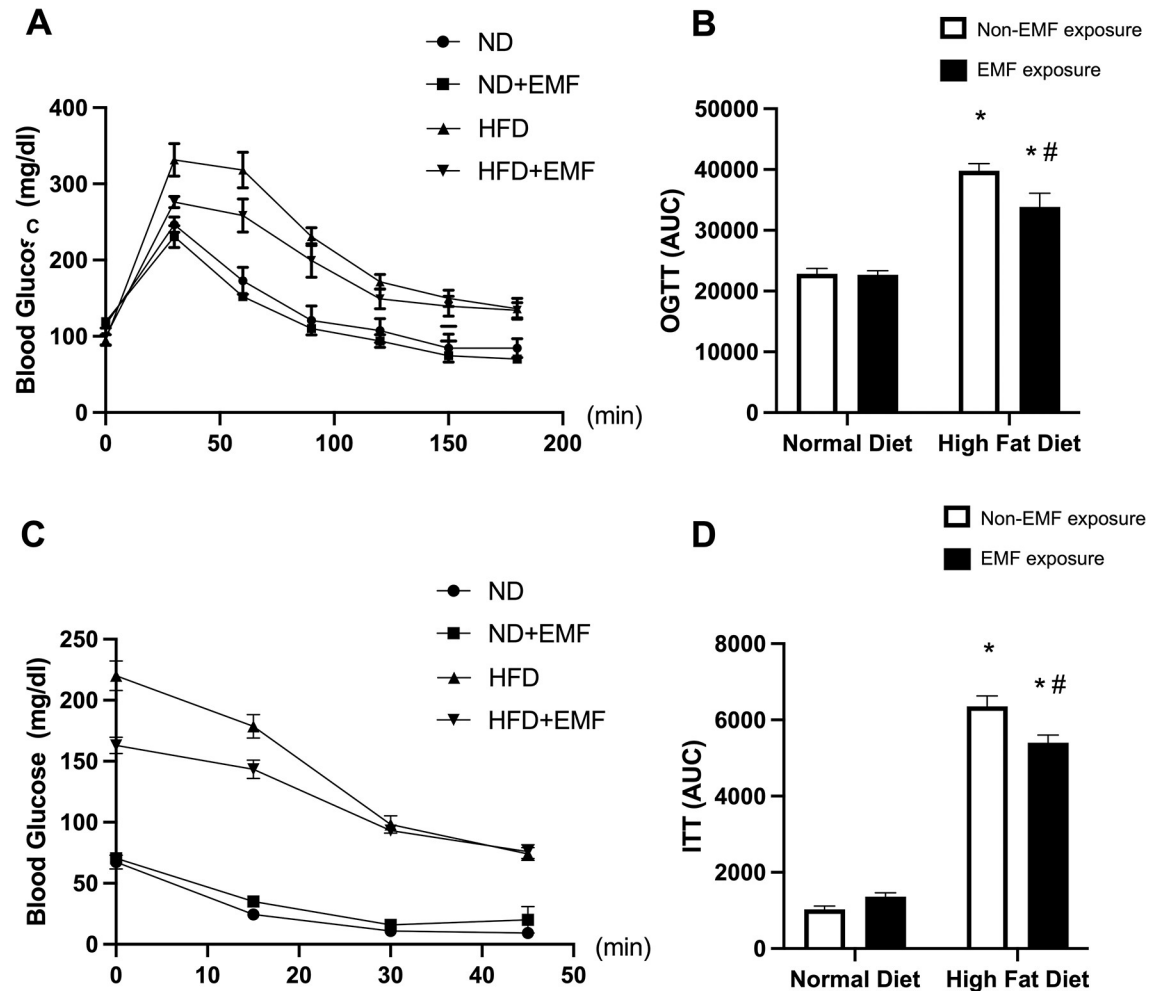 A
ND
ND+EMF
HFD
HFD+EMF
400
300
200
100
0
0 50 100 150 200
(min)
Blood Glucose (mg/dl)
B
Non-EMF exposure
EMF exposure
50000
40000
30000
20000
10000
0
*
* #
OGTT (AUC)
Normal Diet High Fat Diet
C
ND
ND+EMF
HFD
HFD+EMF
250
200
150
100
50
0
0 10 20 30 40 50
(min)
Blood Glucose (mg/dl)
D
Non-EMF exposure
EMF exposure
8000
6000
4000
2000
0
*
* #
ITT (AUC)
Normal Diet High Fat Diet